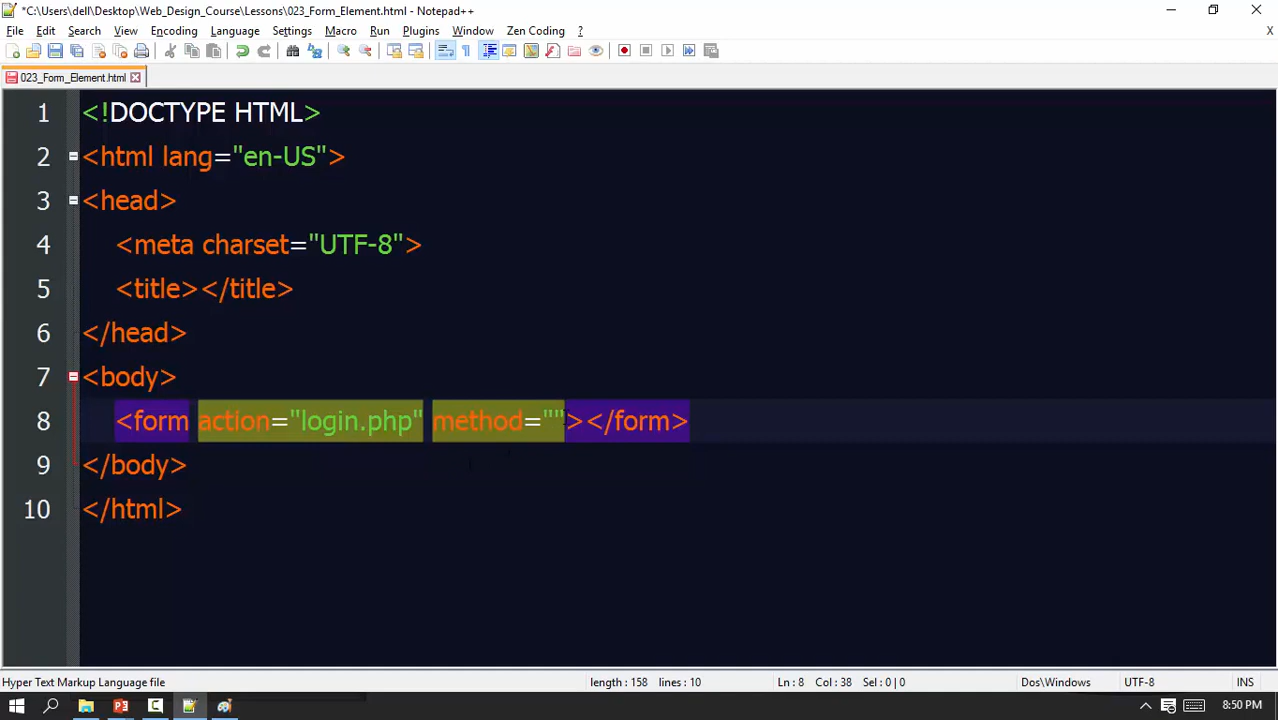 *C:\Users\dell\Desktop\Web_Design_Course\Lessons\023_Form_Element.html - Notepad++
File Edit Search View Encoding Language Settings Macro Run Plugins Window Zen Coding ? X
023_Form_Element.html
1 <!DOCTYPE HTML>
2 <html lang="en-US">
3 <head>
4 <meta charset="UTF-8">
5 <title></title>
6 </head>
7 <body>
8 <form action="login.php" method=""></form>
9 </body>
10 </html>
Hyper Text Markup Language file length : 158 lines : 10 Ln : 8 Col : 38 Sel : 0 | 0 Dos\Windows UTF-8 INS
8:50 PM